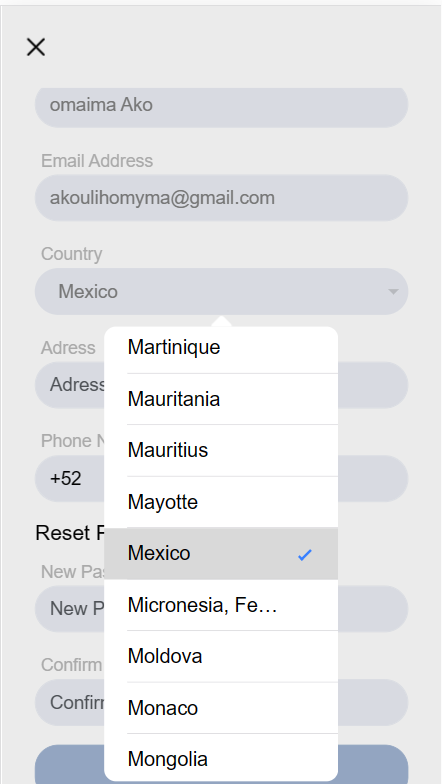 omaima Ako
Email Address
akoulihomyma@gmail.com
Country
Mexico
Martinique
Adress
Adress
Mauritania
Mauritius
Phone N
+52
Mayotte
Reset
Mexico
New Pas
New P
Micronesia, Fe...
Moldova
Confirm
Confirm
Monaco
Mongolia